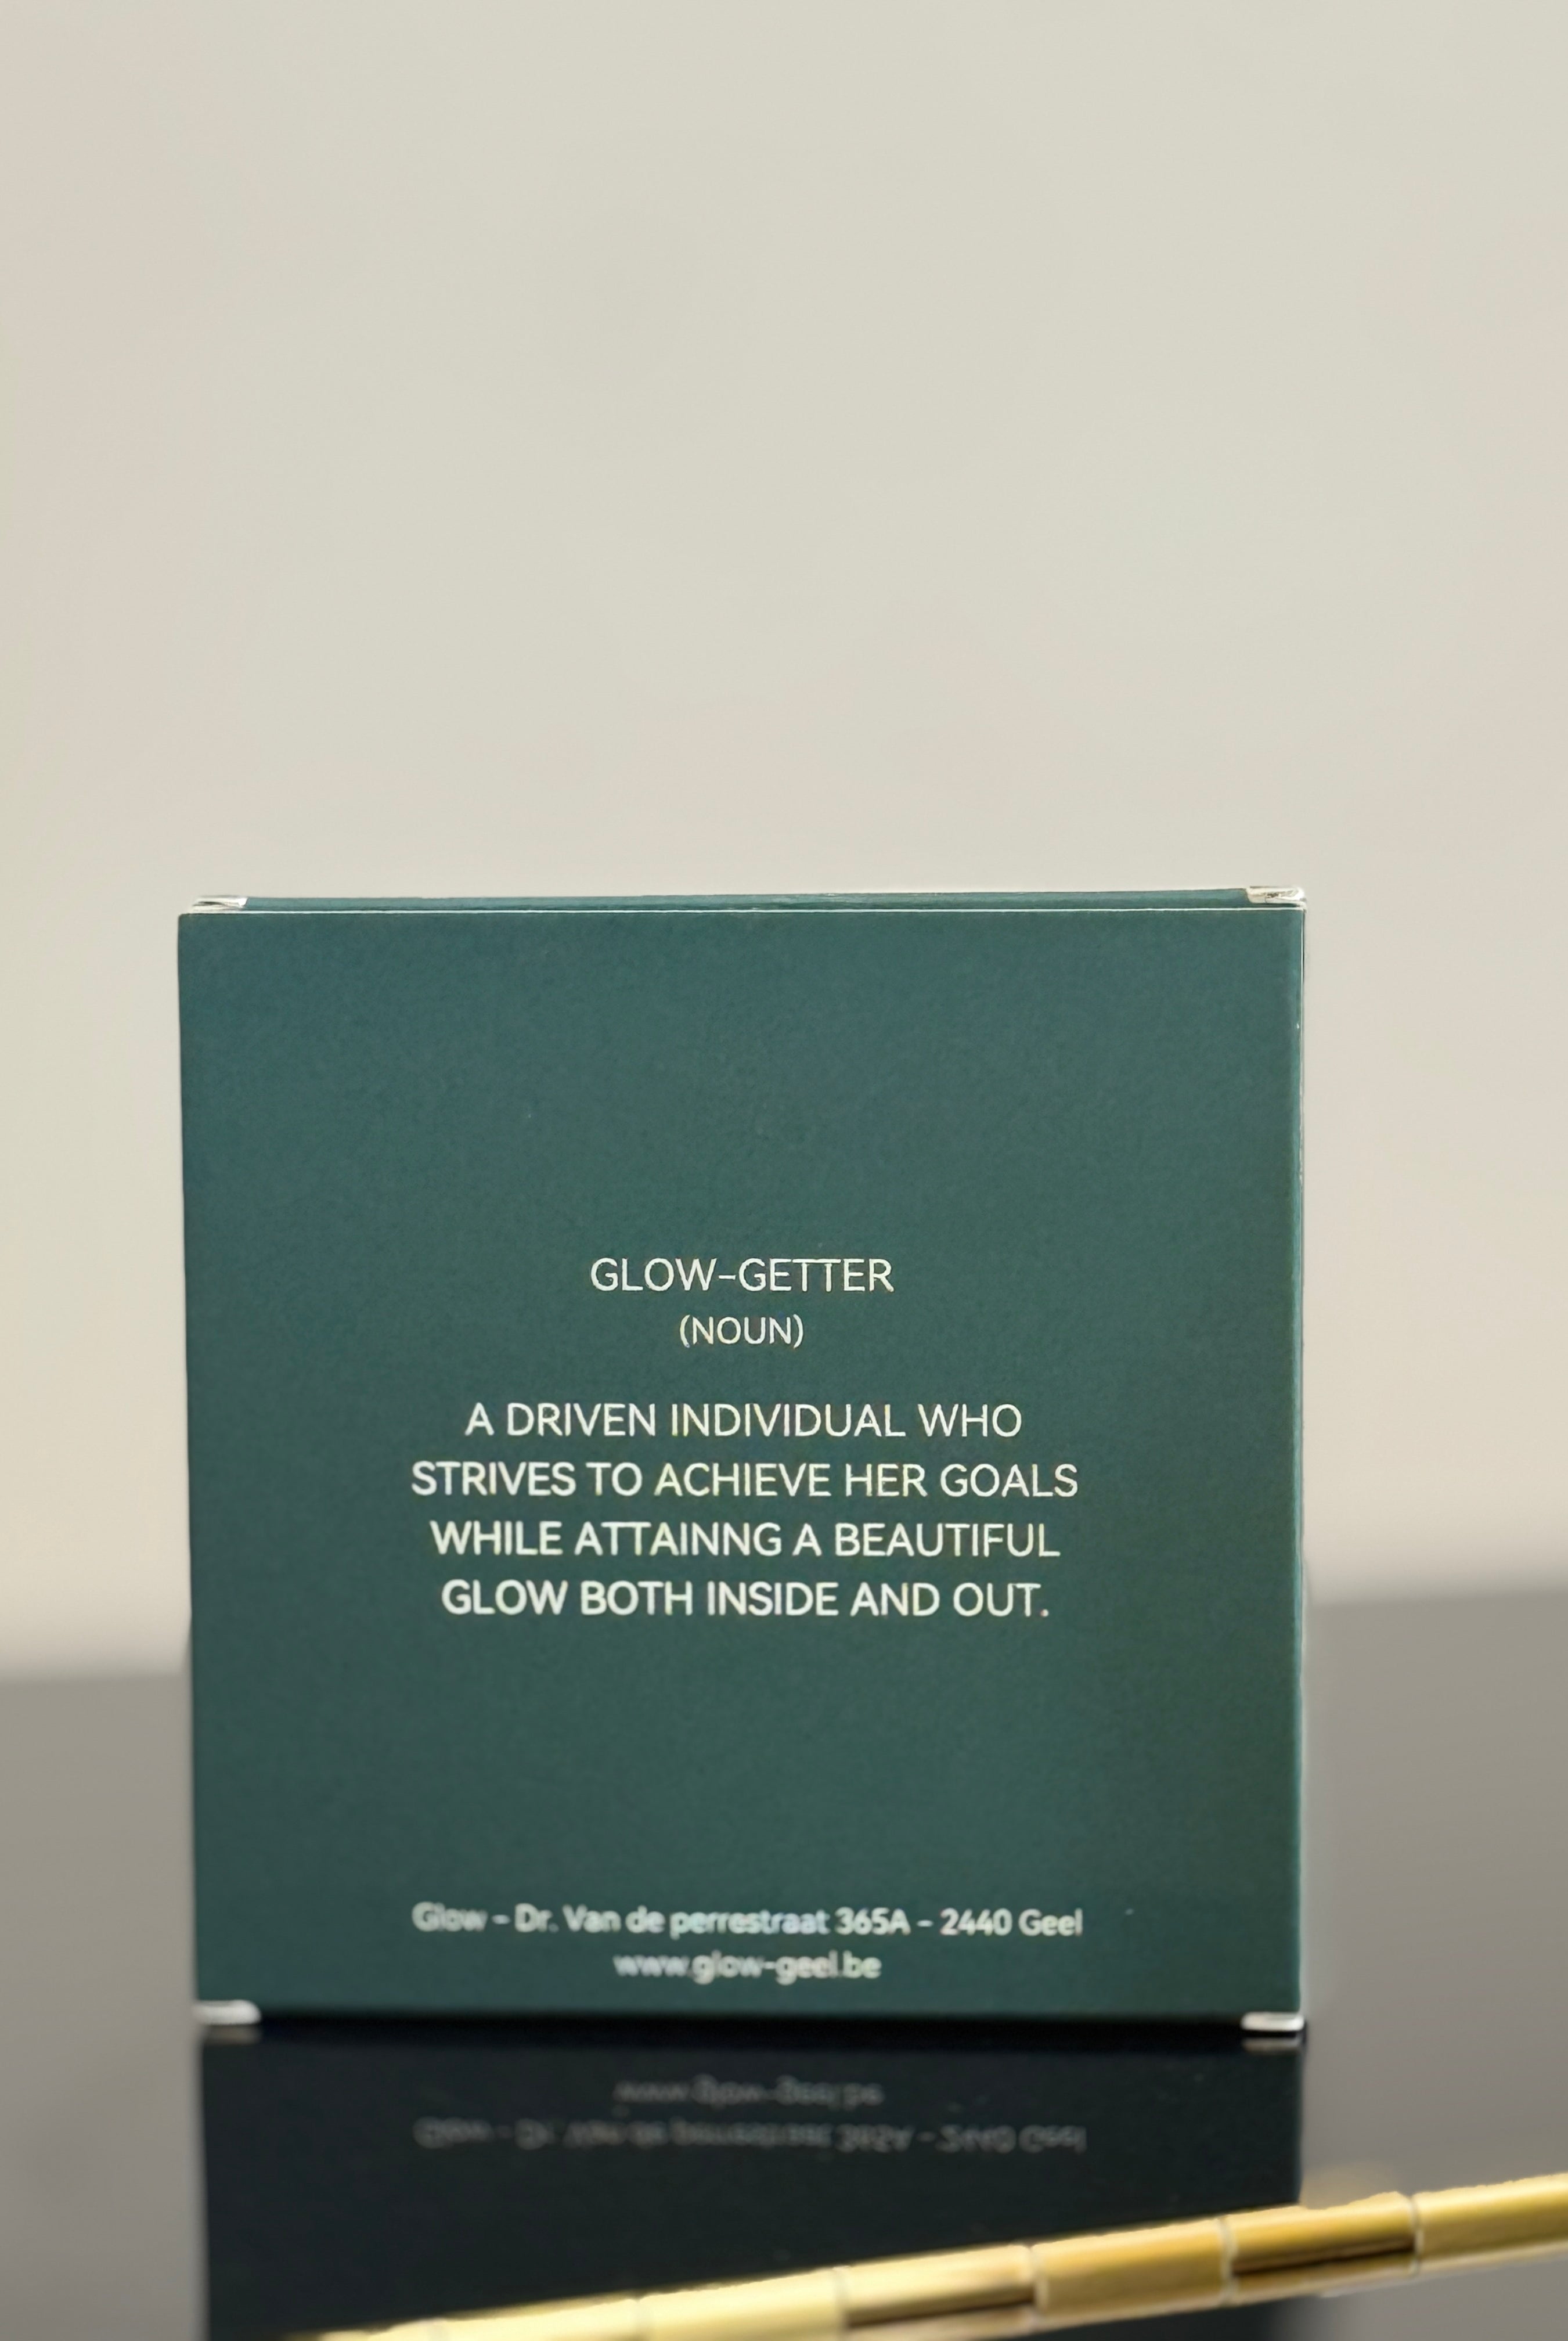 GLOW-GETTER
(NOUN)
A DRIVEN INDIVIDUAL WHO
STRIVES TO ACHIEVE HER GOALS
WHILE ATTAINNG A BEAUTIFUL
GLOW BOTH INSIDE AND OUT.
Glow - Dr. Van de perrestraat 365A - 2440 Geel
www.glow-geel.be